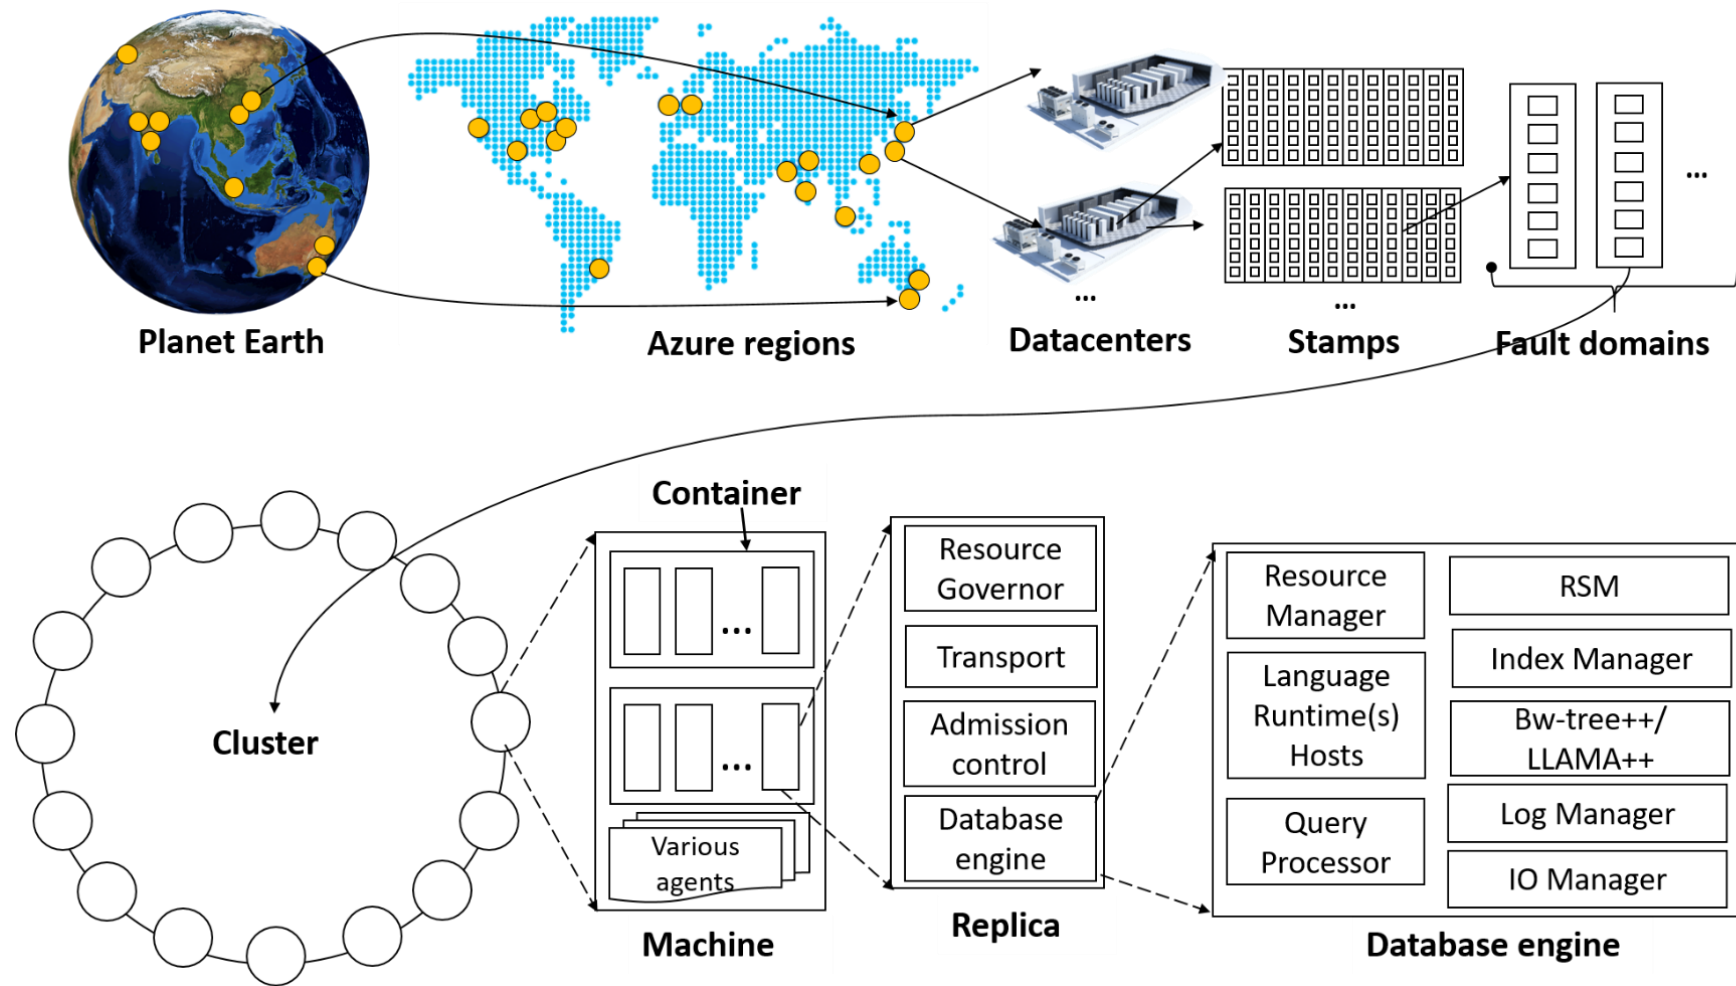 Planet Earth
Azure regions
Datacenters
...
Stamps
...
Fault domains
...
Cluster
Container
...
...
Various
agents
Machine
Resource
Governor
Transport
Admission
control
Database
engine
Replica
Resource
Manager
Language
Runtime(s)
Hosts
Query
Processor
RSM
Index Manager
Bw-tree++/
LLAMA++
Log Manager
IO Manager
Database engine